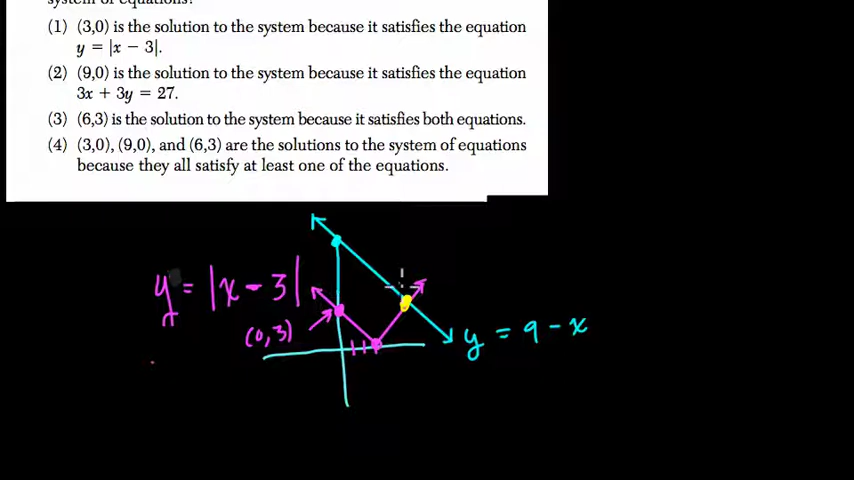 system of equations?
(1) (3,0) is the solution to the system because it satisfies the equation
y = |x − 3|.
(2) (9,0) is the solution to the system because it satisfies the equation
3x + 3y = 27.
(3) (6,3) is the solution to the system because it satisfies both equations.
(4) (3,0), (9,0), and (6,3) are the solutions to the system of equations
because they all satisfy at least one of the equations.
y = |x - 3|
(0,3)
y = 9 - x